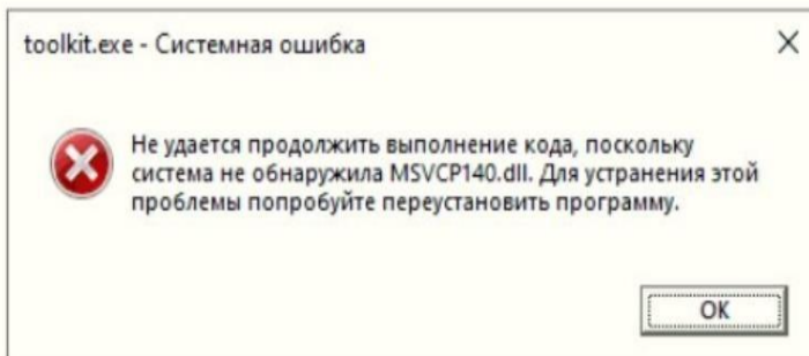 toolkit.exe - Системная ошибка
Не удается продолжить выполнение кода, поскольку
система не обнаружила MSVCP140.dll. Для устранения этой
проблемы попробуйте переустановить программу.
OK